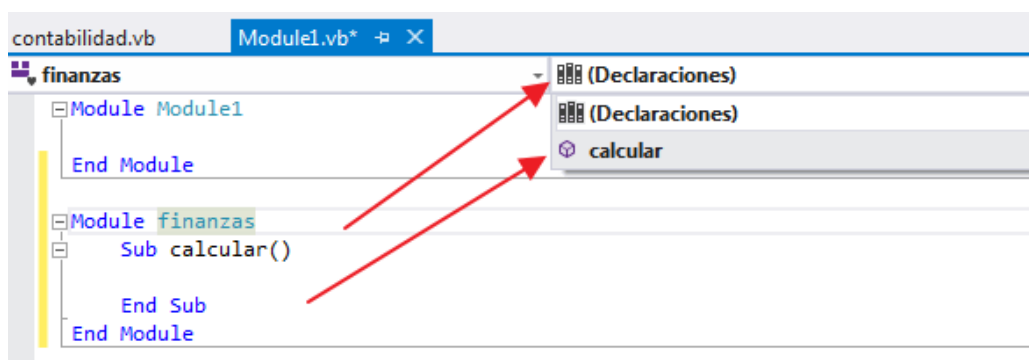 contabilidad.vb Module1.vb*
finanzas (Declaraciones)
(Declaraciones)
calcular
Module Module1
End Module
Module finanzas
Sub calcular()
End Sub
End Module